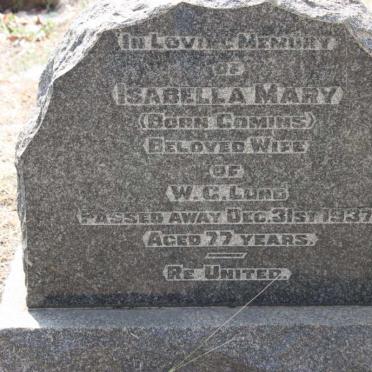 In Loving Memory
of
Isabella Mary
(Born Comins)
Beloved Wife
of
W. C. Long
Passed away Dec. 31st 1937
Aged 77 years.
Re-United.